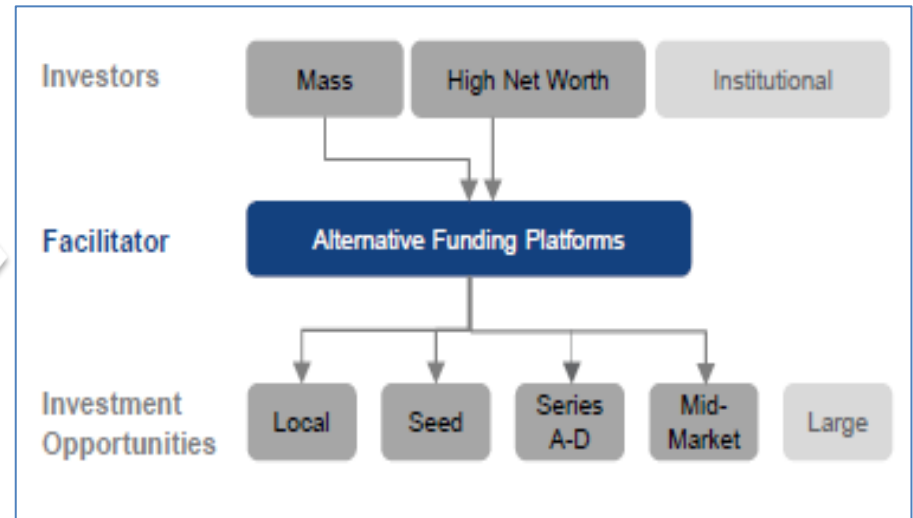 Investors
Mass
High Net Worth
Institutional
Facilitator
Alternative Funding Platforms
Investment
Opportunities
Local
Seed
Series
A-D
Mid-
Market
Large